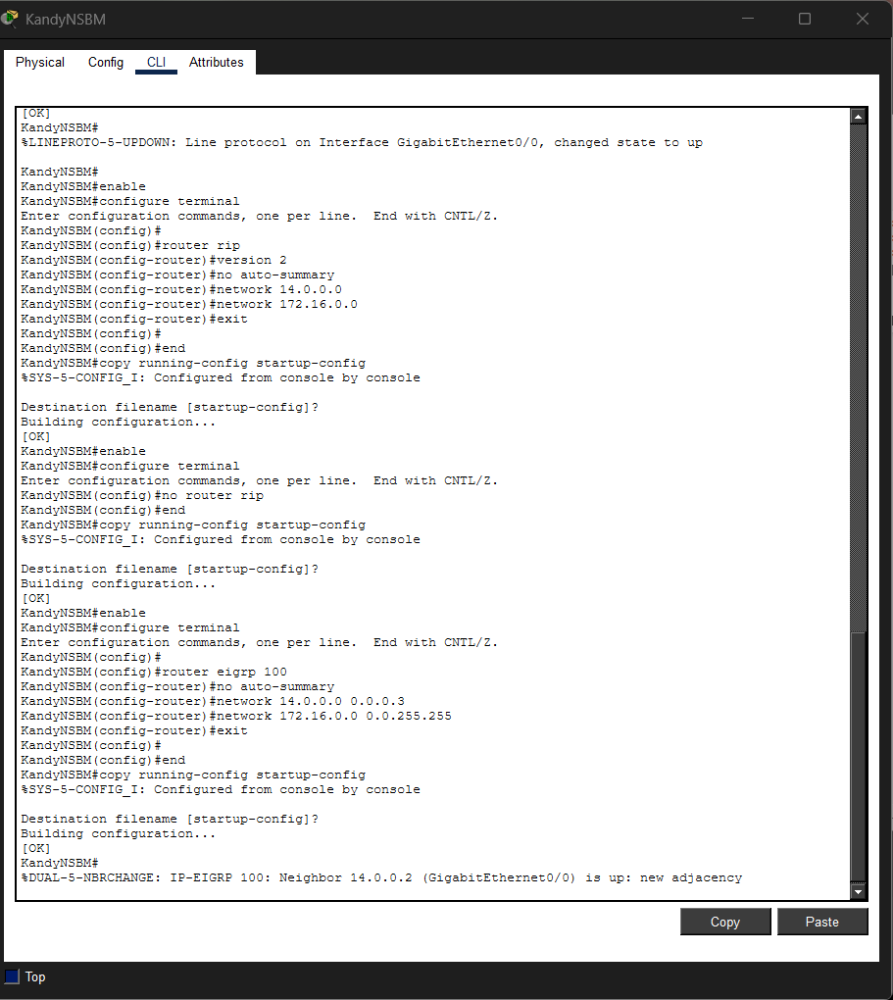 KandyNSBM
Physical Config CLI Attributes
[OK]
KandyNSBM#
%LINEPROTO-5-UPDOWN: Line protocol on Interface GigabitEthernet0/0, changed state to up
KandyNSBM#
KandyNSBM#enable
KandyNSBM#configure terminal
Enter configuration commands, one per line.  End with CNTL/Z.
KandyNSBM(config)#
KandyNSBM(config)#router rip
KandyNSBM(config-router)#version 2
KandyNSBM(config-router)#no auto-summary
KandyNSBM(config-router)#network 14.0.0.0
KandyNSBM(config-router)#network 172.16.0.0
KandyNSBM(config-router)#exit
KandyNSBM(config)#
KandyNSBM(config)#end
KandyNSBM#copy running-config startup-config
%SYS-5-CONFIG_I: Configured from console by console
Destination filename [startup-config]?
Building configuration...
[OK]
KandyNSBM#enable
KandyNSBM#configure terminal
Enter configuration commands, one per line.  End with CNTL/Z.
KandyNSBM(config)#no router rip
KandyNSBM(config)#end
KandyNSBM#copy running-config startup-config
%SYS-5-CONFIG_I: Configured from console by console
Destination filename [startup-config]?
Building configuration...
[OK]
KandyNSBM#enable
KandyNSBM#configure terminal
Enter configuration commands, one per line.  End with CNTL/Z.
KandyNSBM(config)#
KandyNSBM(config)#router eigrp 100
KandyNSBM(config-router)#no auto-summary
KandyNSBM(config-router)#network 14.0.0.0 0.0.0.3
KandyNSBM(config-router)#network 172.16.0.0 0.0.255.255
KandyNSBM(config-router)#exit
KandyNSBM(config)#
KandyNSBM(config)#end
KandyNSBM#copy running-config startup-config
%SYS-5-CONFIG_I: Configured from console by console
Destination filename [startup-config]?
Building configuration...
[OK]
KandyNSBM#
%DUAL-5-NBRCHANGE: IP-EIGRP 100: Neighbor 14.0.0.2 (GigabitEthernet0/0) is up: new adjacency
Copy Paste
Top